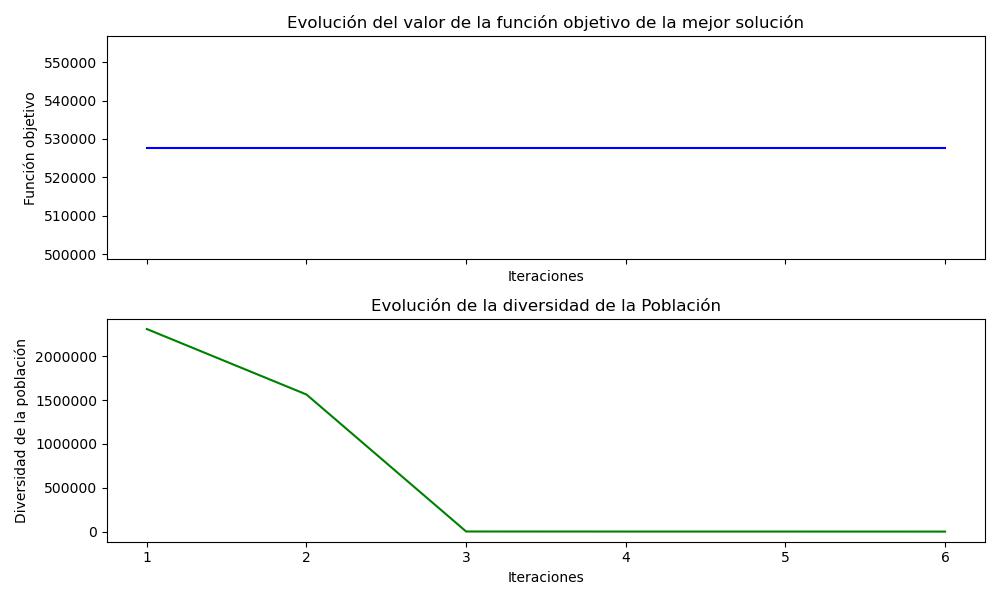 Evolución del valor de la función objetivo de la mejor solución
Función objetivo
550000
540000
530000
520000
510000
500000
Iteraciones
Evolución de la diversidad de la Población
Diversidad de la población
2000000
1500000
1000000
500000
0
1 2 3 4 5 6
Iteraciones